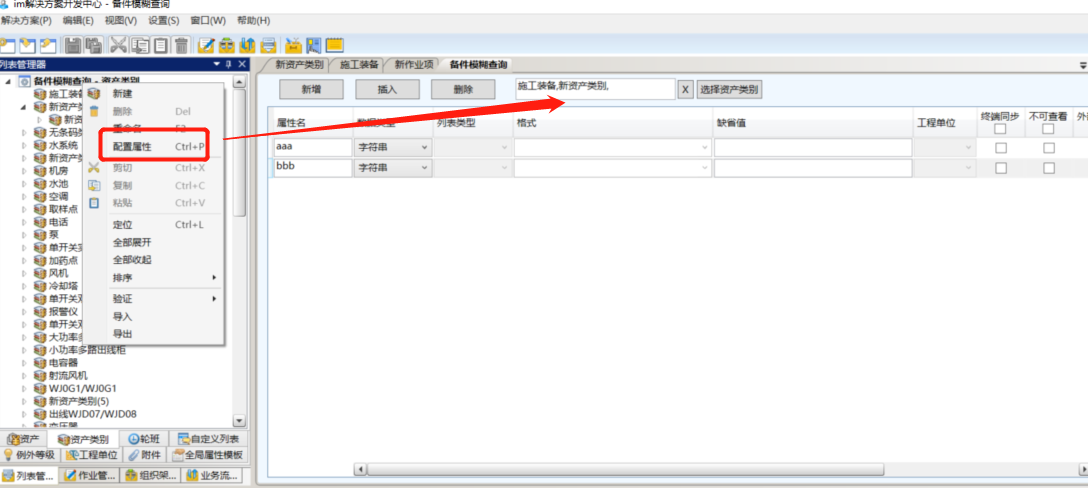 im解决方案开发中心 - 备件模糊查询
解决方案(P) 编辑(E) 视图(V) 设置(S) 窗口(W) 帮助(H)
列表管理器
备件模糊查询 - 资产类别
施工装备
新资产
新资
无条码
水系统
新资产
机房
水池
空调
取样点
电话
泵
单开关
加药点
风机
冷却塔
单开关
报警仪
单开关
大功率多
小功率多路出线柜
电容器
射流风机
WJ0G1/WJ0G1
新资产类别(5)
出线WJD07/WJD08
变压器
新建
删除 Del
重命名 F2
配置属性 Ctrl+P
剪切 Ctrl+X
复制 Ctrl+C
粘贴 Ctrl+V
定位 Ctrl+L
全部展开
全部收起
排序
验证
导入
导出
资产 资产类别 轮班 自定义列表
例外等级 工程单位 附件 全局属性模板
列表管... 作业管... 组织架... 业务流...
新资产类别 施工装备 新作业项 备件模糊查询
新增 插入 删除 施工装备,新资产类别, X 选择资产类别
属性名 数据类型 列表类型 格式 缺省值 工程单位 终端同步 不可查看 外
aaa 字符串
bbb 字符串